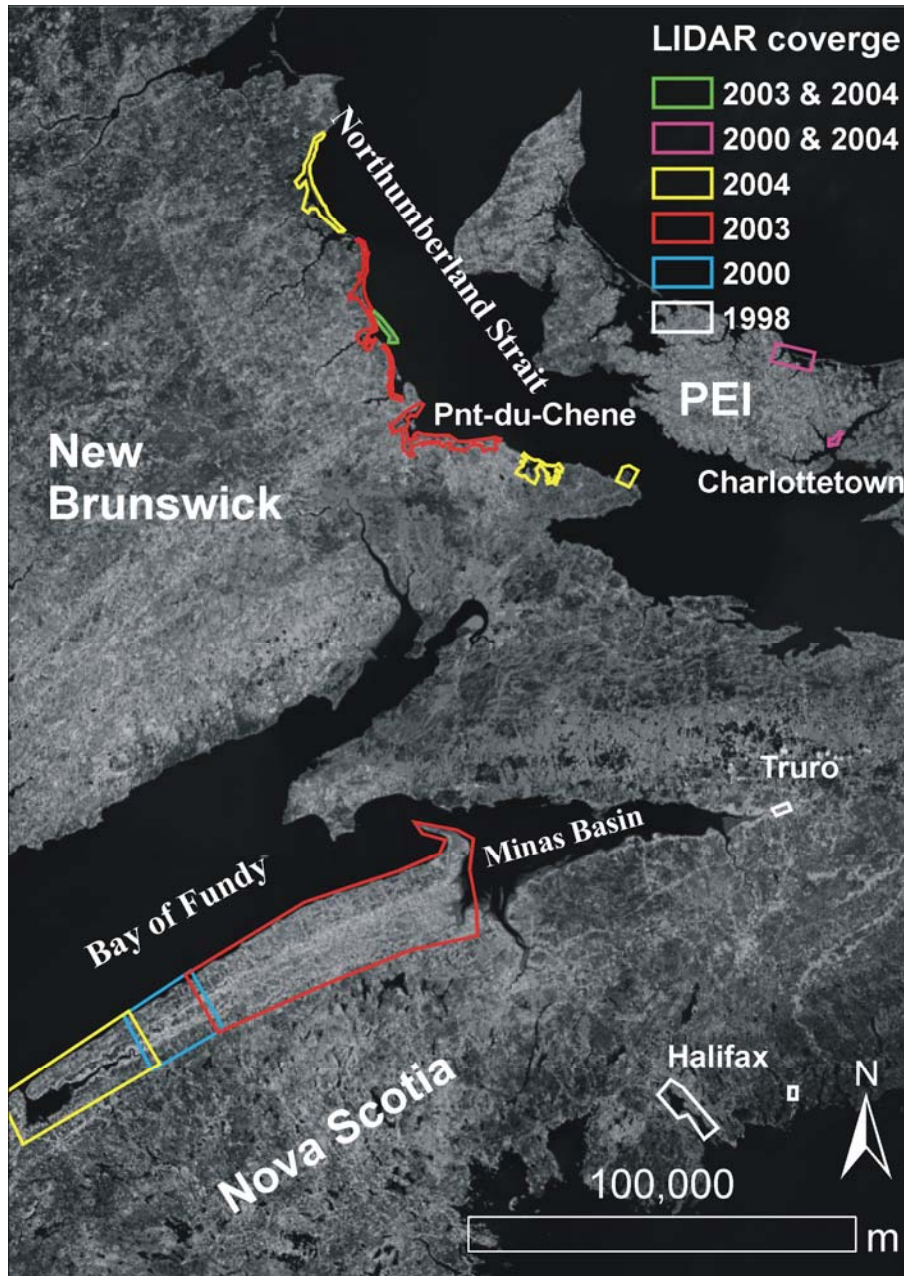 LIDAR coverge
2003 & 2004
2000 & 2004
2004
2003
2000
1998
Northumberland Strait
PEI
Pnt-du-Chene
Charlottetown
New
Brunswick
Truro
Minas Basin
Bay of Fundy
Halifax
N
Nova Scotia
100,000
m